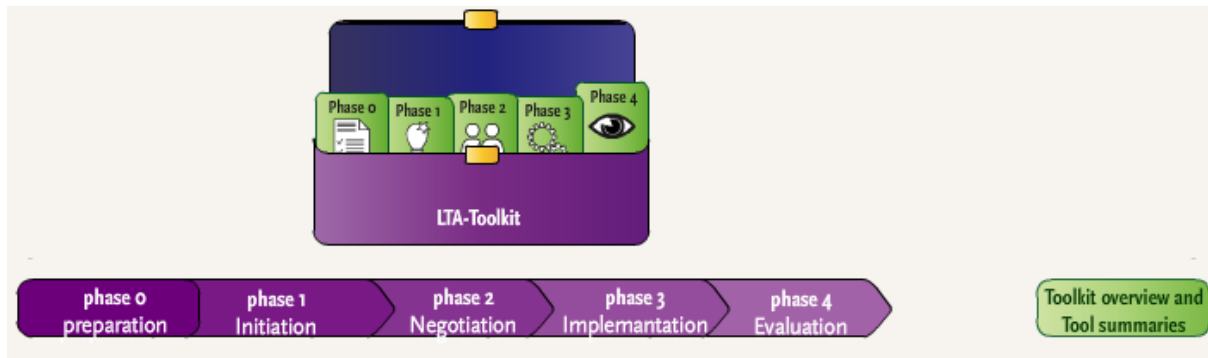 Phase 0
Phase 1
Phase 2
Phase 3
Phase 4
LTA-Toolkit
phase 0
preparation
phase 1
Initiation
phase 2
Negotiation
phase 3
Implemantation
phase 4
Evaluation
Toolkit overview and
Tool summaries